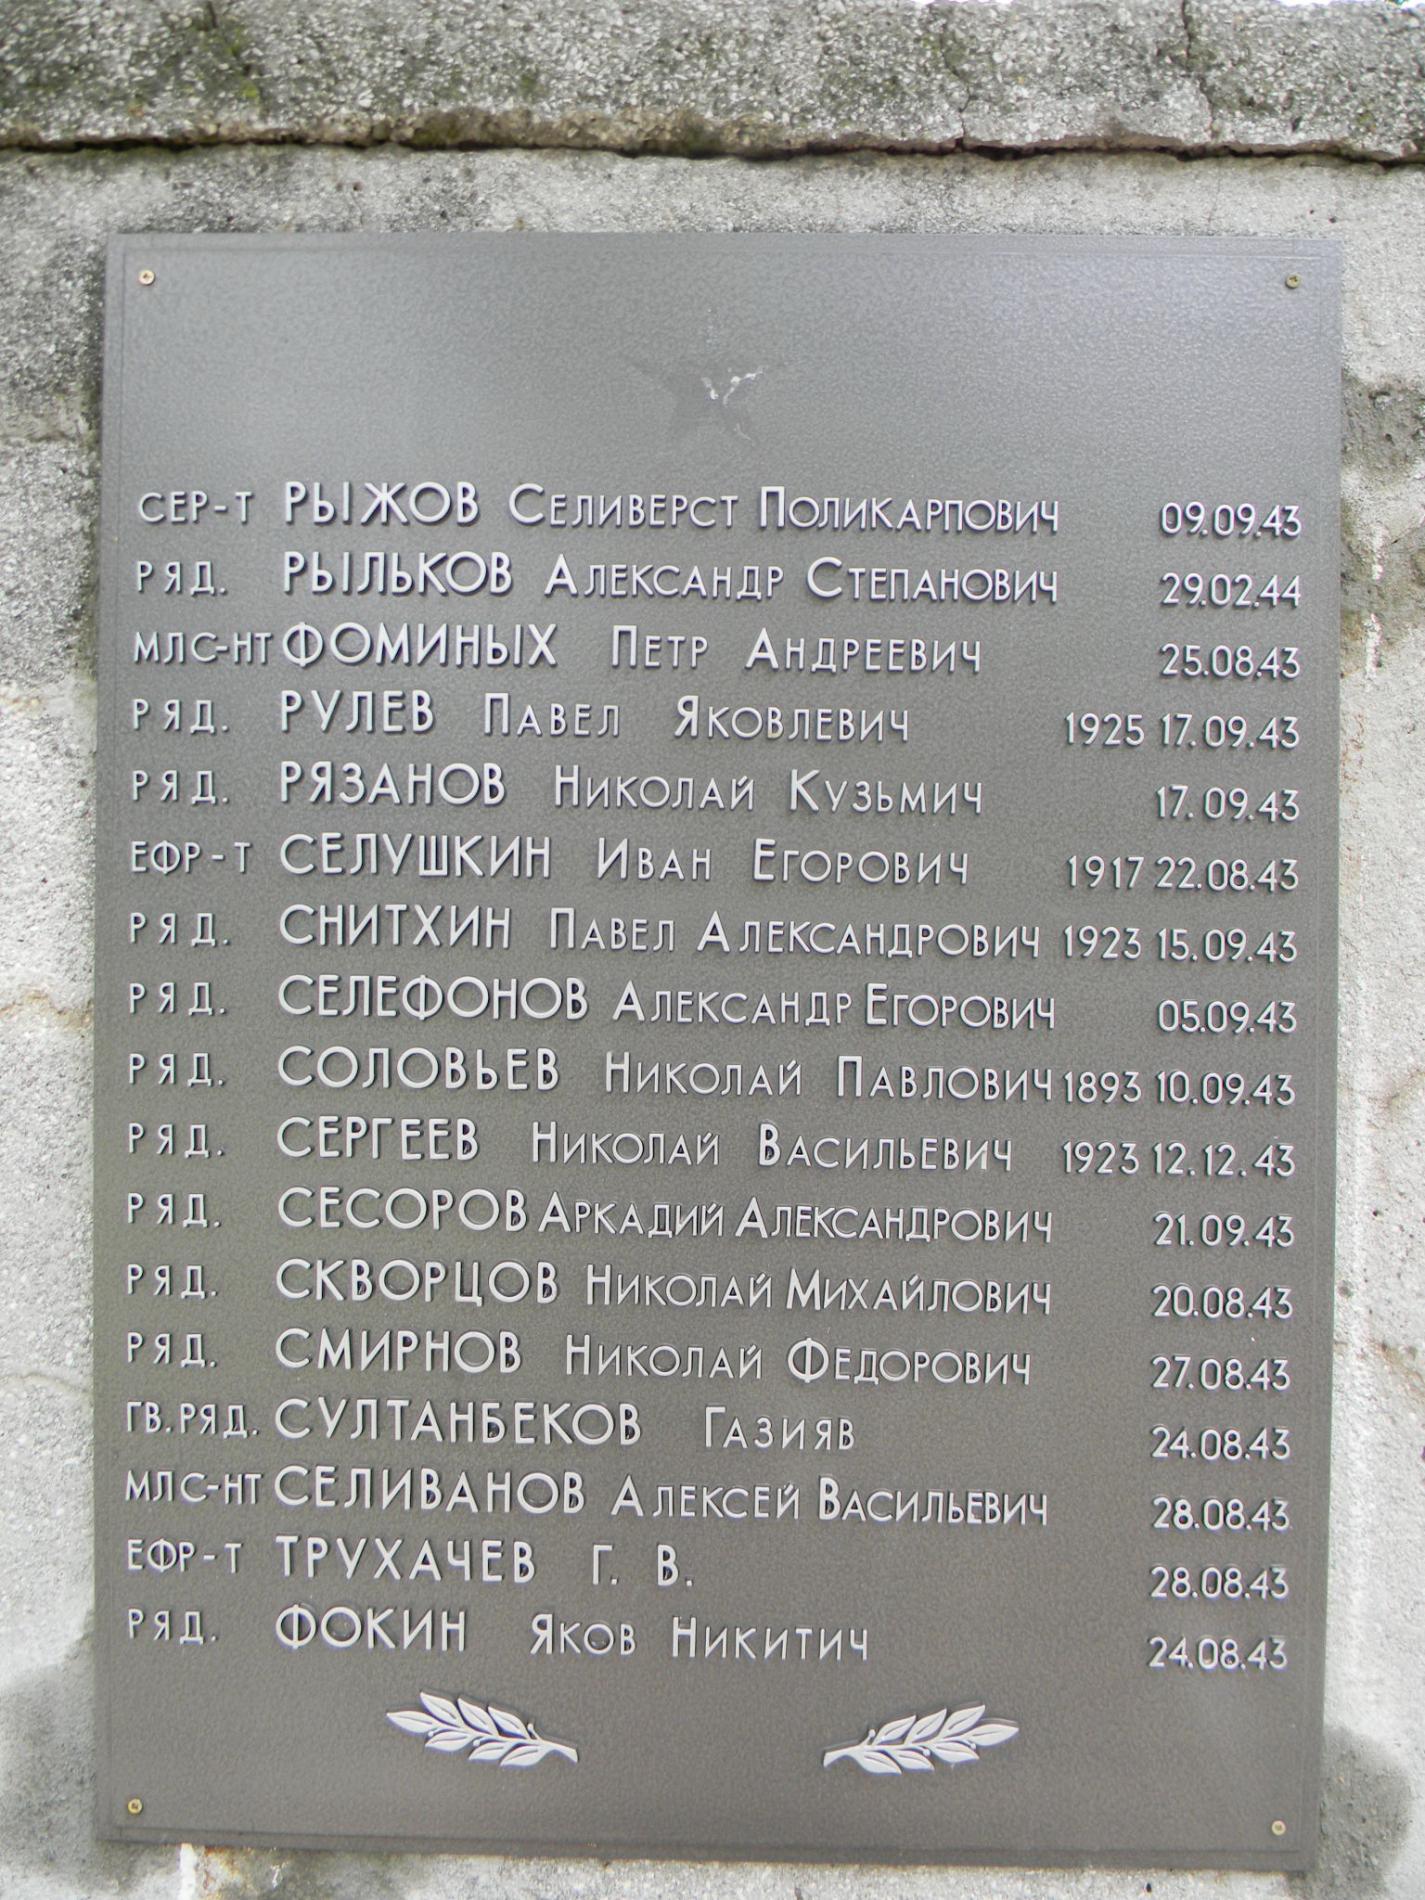 СЕР-Т РЫЖОВ СЕЛИВЕРСТ ПОЛИКАРПОВИЧ 09.09.43
РЯД. РЫЛЬКОВ АЛЕКСАНДР СТЕПАНОВИЧ 29.02.44
МЛС-НТ ФОМИНЫХ ПЕТР АНДРЕЕВИЧ 25.08.43
РЯД. РУЛЕВ ПАВЕЛ ЯКОВЛЕВИЧ 1925 17.09.43
РЯД. РЯЗАНОВ НИКОЛАЙ КУЗЬМИЧ 17.09.43
ЕФР-Т СЕЛУШКИН ИВАН ЕГОРОВИЧ 1917 22.08.43
РЯД. СНИТХИН ПАВЕЛ АЛЕКСАНДРОВИЧ 1923 15.09.43
РЯД. СЕЛЕФОНОВ АЛЕКСАНДР ЕГОРОВИЧ 05.09.43
РЯД. СОЛОВЬЕВ НИКОЛАЙ ПАВЛОВИЧ 1893 10.09.43
РЯД. СЕРГЕЕВ НИКОЛАЙ ВАСИЛЬЕВИЧ 1923 12.12.43
РЯД. СЕСОРОВ АРКАДИЙ АЛЕКСАНДРОВИЧ 21.09.43
РЯД. СКВОРЦОВ НИКОЛАЙ МИХАЙЛОВИЧ 20.08.43
РЯД. СМИРНОВ НИКОЛАЙ ФЕДОРОВИЧ 27.08.43
ГВ.РЯД. СУЛТАНБЕКОВ ГАЗИЯВ 24.08.43
МЛС-НТ СЕЛИВАНОВ АЛЕКСЕЙ ВАСИЛЬЕВИЧ 28.08.43
ЕФР-Т ТРУХАЧЕВ Г. В. 28.08.43
РЯД. ФОКИН ЯКОВ НИКИТИЧ 24.08.43